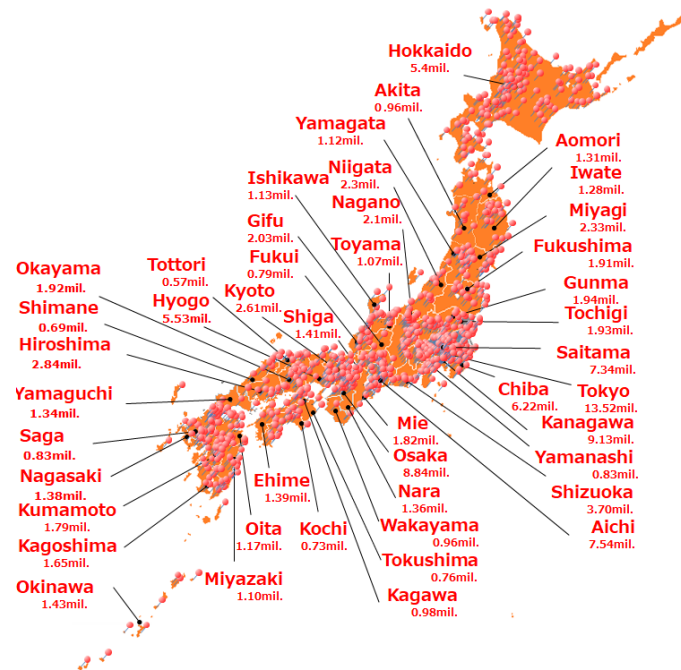 Hokkaido
5.4mil.
Akita
0.96mil.
Yamagata
1.12mil.
Niigata
2.3mil.
Ishikawa
1.13mil.
Nagano
2.1mil.
Gifu
2.03mil.
Toyama
1.07mil.
Fukui
0.79mil.
Tottori
0.57mil.
Kyoto
2.61mil.
Okayama
1.92mil.
Hyogo
5.53mil.
Shiga
1.41mil.
Shimane
0.69mil.
Hiroshima
2.84mil.
Yamaguchi
1.34mil.
Saga
0.83mil.
Nagasaki
1.38mil.
Kumamoto
1.79mil.
Kagoshima
1.65mil.
Okinawa
1.43mil.
Aomori
1.31mil.
Iwate
1.28mil.
Miyagi
2.33mil.
Fukushima
1.91mil.
Gunma
1.94mil.
Tochigi
1.93mil.
Saitama
7.34mil.
Chiba
6.22mil.
Tokyo
13.52mil.
Kanagawa
9.13mil.
Yamanashi
0.83mil.
Shizuoka
3.70mil.
Aichi
7.54mil.
Mie
1.82mil.
Osaka
8.84mil.
Nara
1.36mil.
Wakayama
0.96mil.
Tokushima
0.76mil.
Kagawa
0.98mil.
Ehime
1.39mil.
Oita
1.17mil.
Kochi
0.73mil.
Miyazaki
1.10mil.